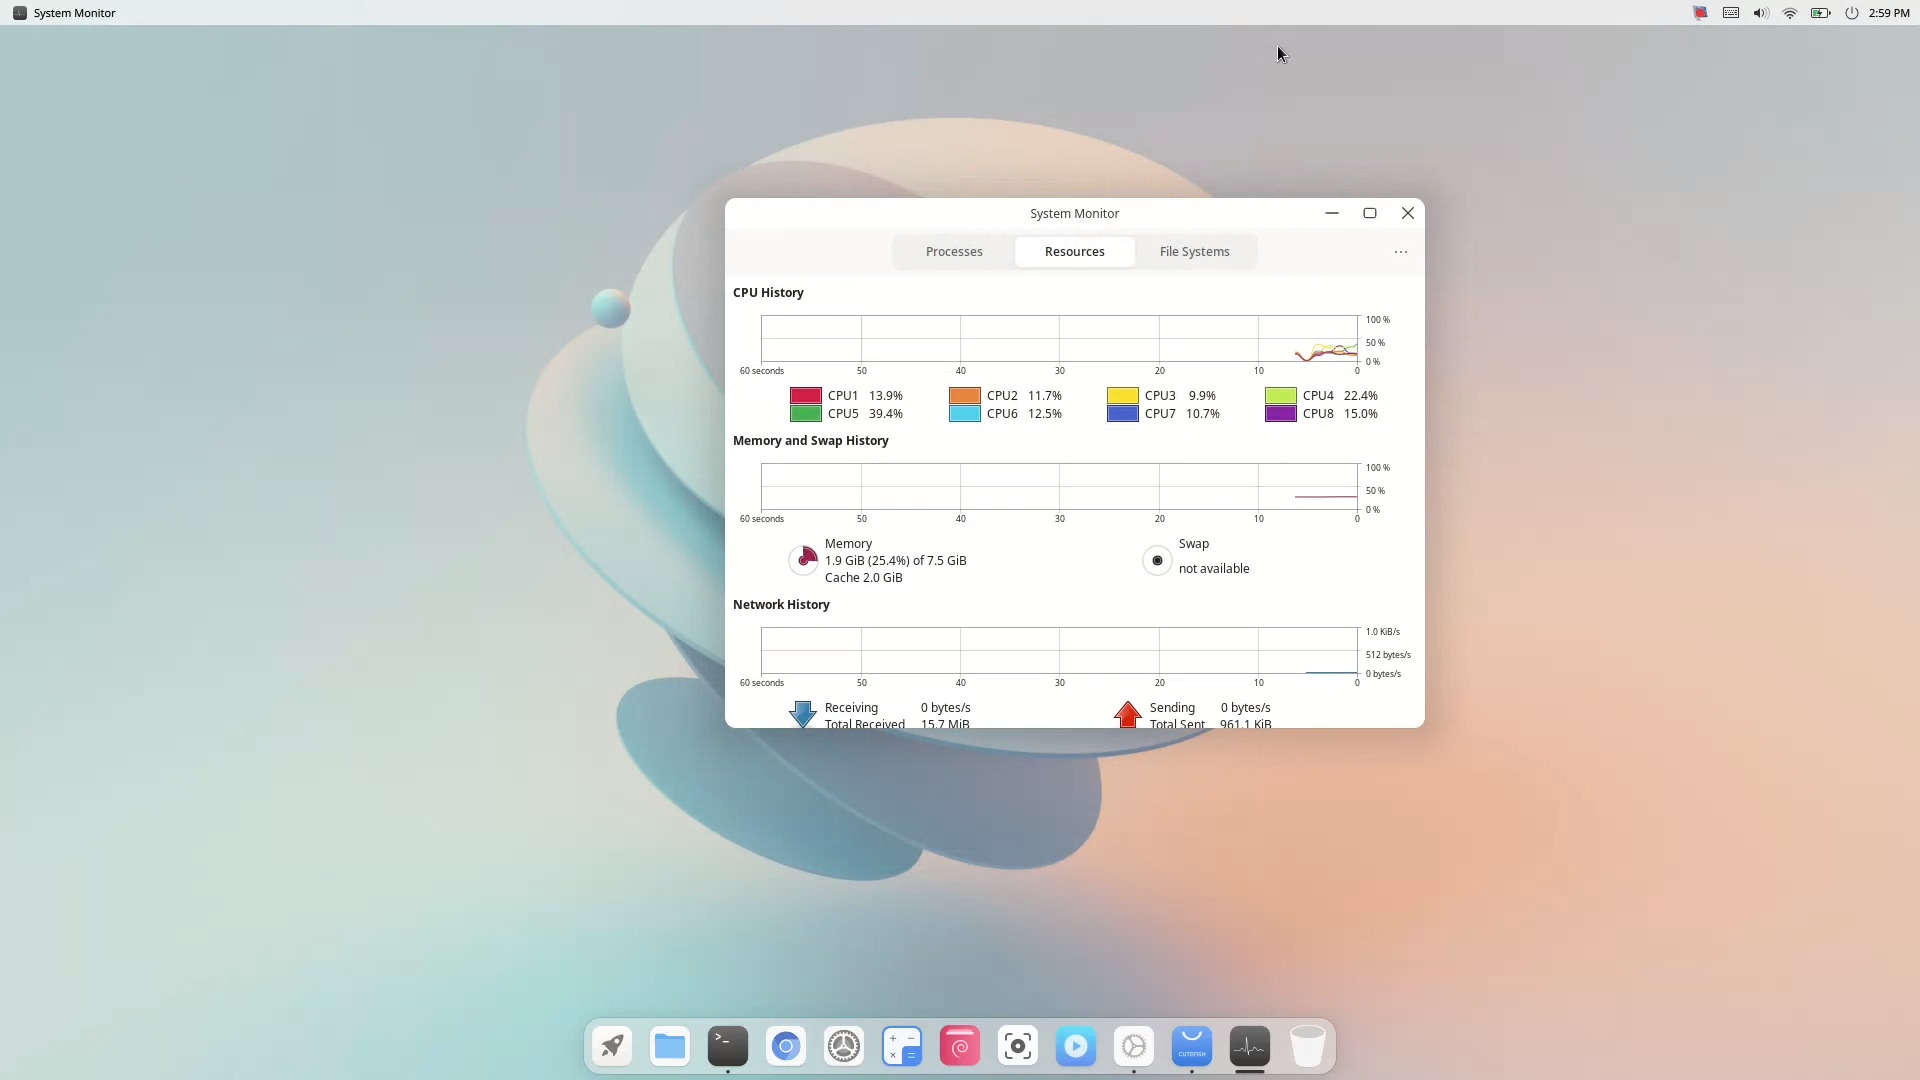 System Monitor
2:59 PM
System Monitor
Processes Resources File Systems
CPU History
100 %
50 %
0 %
60 seconds 50 40 30 20 10 0
CPU1 13.9% CPU2 11.7% CPU3 9.9% CPU4 22.4%
CPU5 39.4% CPU6 12.5% CPU7 10.7% CPU8 15.0%
Memory and Swap History
100 %
50 %
0 %
60 seconds 50 40 30 20 10 0
Memory
1.9 GiB (25.4%) of 7.5 GiB
Cache 2.0 GiB
Swap
not available
Network History
1.0 KiB/s
512 bytes/s
0 bytes/s
60 seconds 50 40 30 20 10 0
Receiving 0 bytes/s Sending 0 bytes/s
Total Received 15.7 MiB Total Sent 961.1 KiB
CUTEFISH